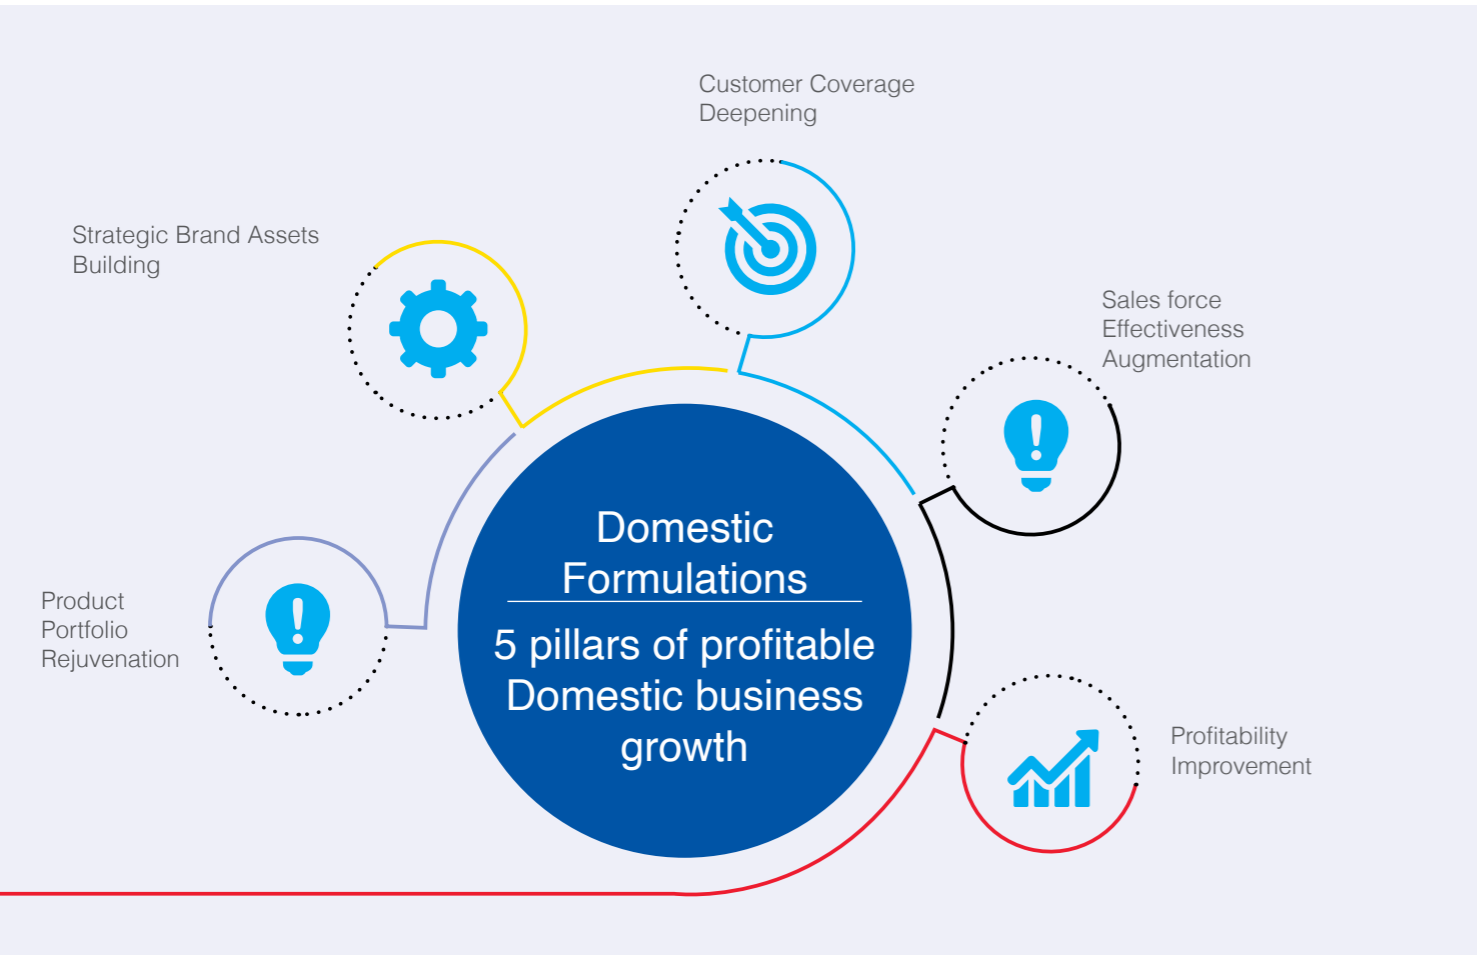 Customer Coverage
Deepening
Strategic Brand Assets
Building
Sales force
Effectiveness
Augmentation
Domestic
Formulations
5 pillars of profitable
Domestic business
growth
Product
Portfolio
Rejuvenation
Profitability
Improvement